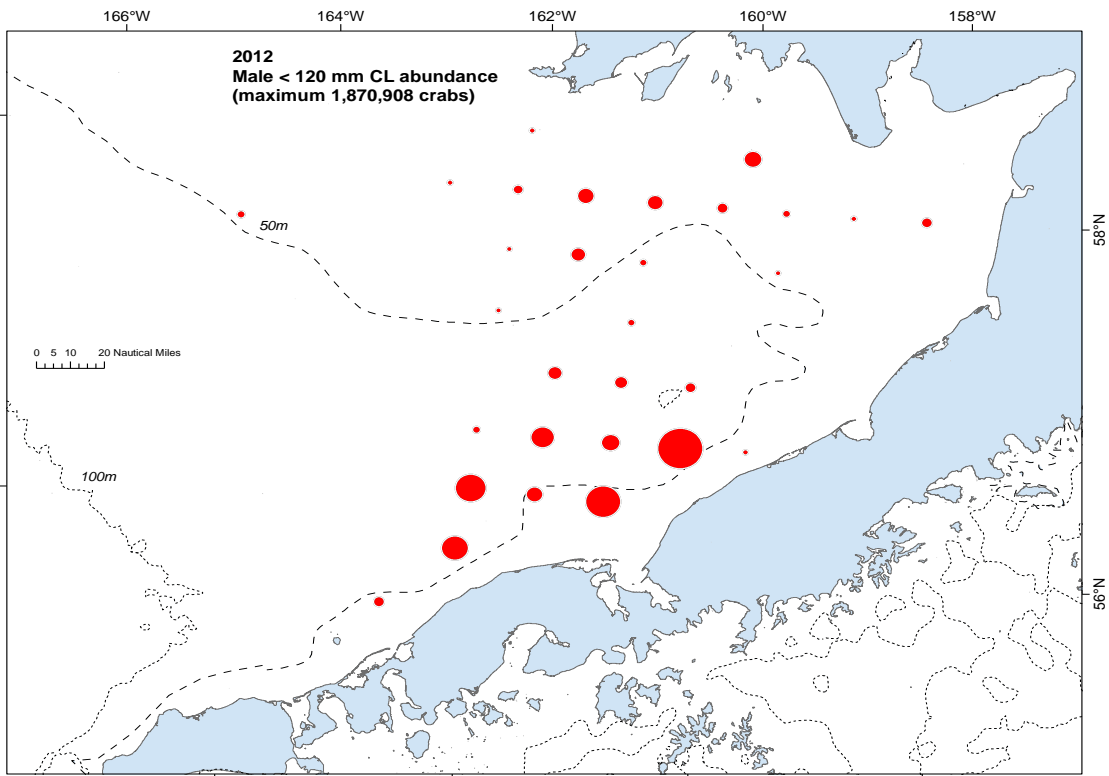 166°W 164°W 162°W 160°W 158°W
2012
Male < 120 mm CL abundance
(maximum 1,870,908 crabs)
50m
58°N
0 5 10 20 Nautical Miles
100m
56°N